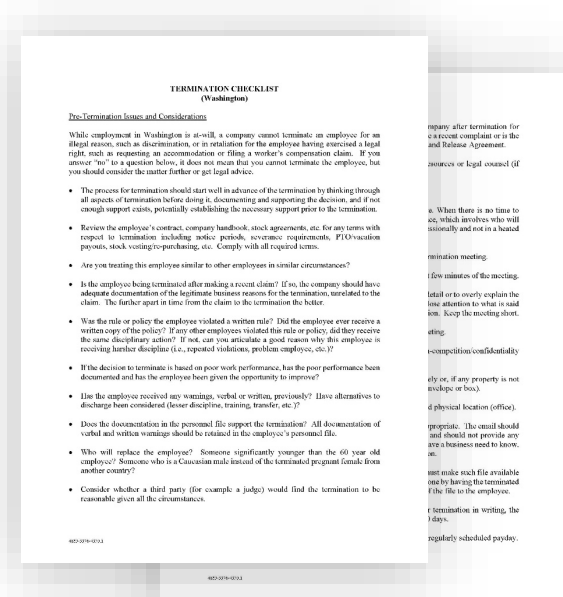 TERMINATION CHECKLIST
(Washington)
Pre-Termination Issues and Considerations
While employment in Washington is at-will, a company cannot terminate an employee for an
illegal reason, such as discrimination, or in retaliation for the employee having exercised a legal
right, such as requesting an accommodation or filing a worker's compensation claim. If you
answer "no" to a question below, it does not mean that you cannot terminate the employee, but
you should consider the matter further or get legal advice.
• The process for termination should start well in advance of the termination by thinking through
all aspects of termination before doing it, documenting and supporting the decision, and if not
enough support exists, potentially establishing the necessary support prior to the termination.
• Review the employee's contract, company handbook, stock agreements, etc. for any terms with
respect to termination including notice periods, severance requirements, PTO/vacation
payouts, stock vesting/re-purchasing, etc. Comply with all required terms.
• Are you treating this employee similar to other employees in similar circumstances?
• Is the employee being terminated after making a recent claim? If so, the company should have
adequate documentation of the legitimate business reasons for the termination, unrelated to the
claim. The further apart in time from the claim to the termination the better.
• Was the rule or policy the employee violated a written rule? Did the employee ever receive a
written copy of the policy? If any other employees violated this rule or policy, did they receive
the same disciplinary action? If not, can you articulate a good reason why this employee is
receiving harsher discipline (i.e., repeated violations, problem employee, etc.)?
• If the decision to terminate is based on poor work performance, has the poor performance been
documented and has the employee been given the opportunity to improve?
• Has the employee received any warnings, verbal or written, previously? Have alternatives to
discharge been considered (lesser discipline, training, transfer, etc.)?
• Does the documentation in the personnel file support the termination? All documentation of
verbal and written warnings should be retained in the employee's personnel file.
• Who will replace the employee? Someone significantly younger than the 60 year old
employee? Someone who is a Caucasian male instead of the terminated pregnant female from
another country?
• Consider whether a third party (for example a judge) would find the termination to be
reasonable given all the circumstances.
mpany after termination for
e a recent complaint or is the
and Release Agreement.
esources or legal counsel (if
e. When there is no time to
ce, which involves who will
essionally and not in a heated
rmination meeting.
few minutes of the meeting.
detail or to overly explain the
lose attention to what is said
ion. Keep the meeting short.
eting.
-competition/confidentiality
ely or, if any property is not
nvelope or box).
d physical location (office).
propriate. The email should
and should not provide any
ave a business need to know.
on.
must make such file available
one by having the terminated
f the file to the employee.
r termination in writing, the
days.
regularly scheduled payday.